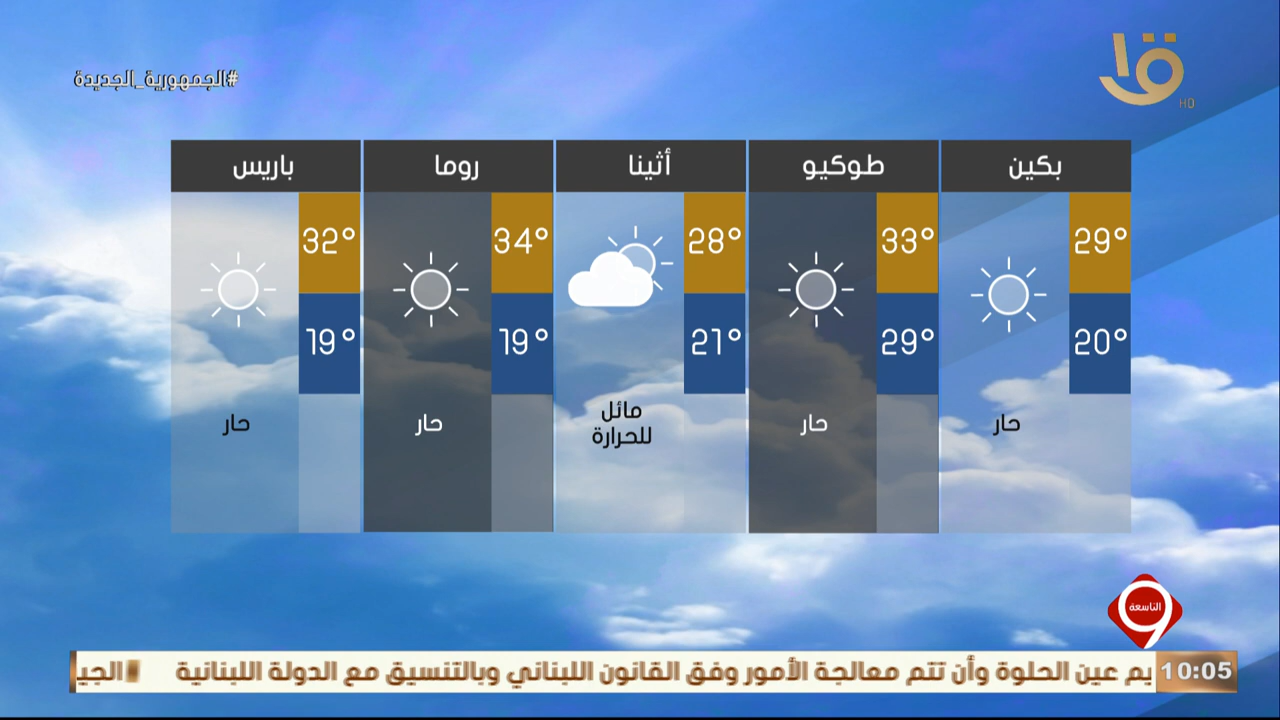 #الجمهورية_الجديدة
HD
بكين
29°
20°
حار
طوكيو
33°
29°
حار
أثينا
28°
21°
مائل
للحرارة
روما
34°
19°
حار
باريس
32°
19°
حار
التاسعة
9
10:05
يم عين الحلوة وأن تتم معالجة الأمور وفق القانون اللبناني وبالتنسيق مع الدولة اللبنانية